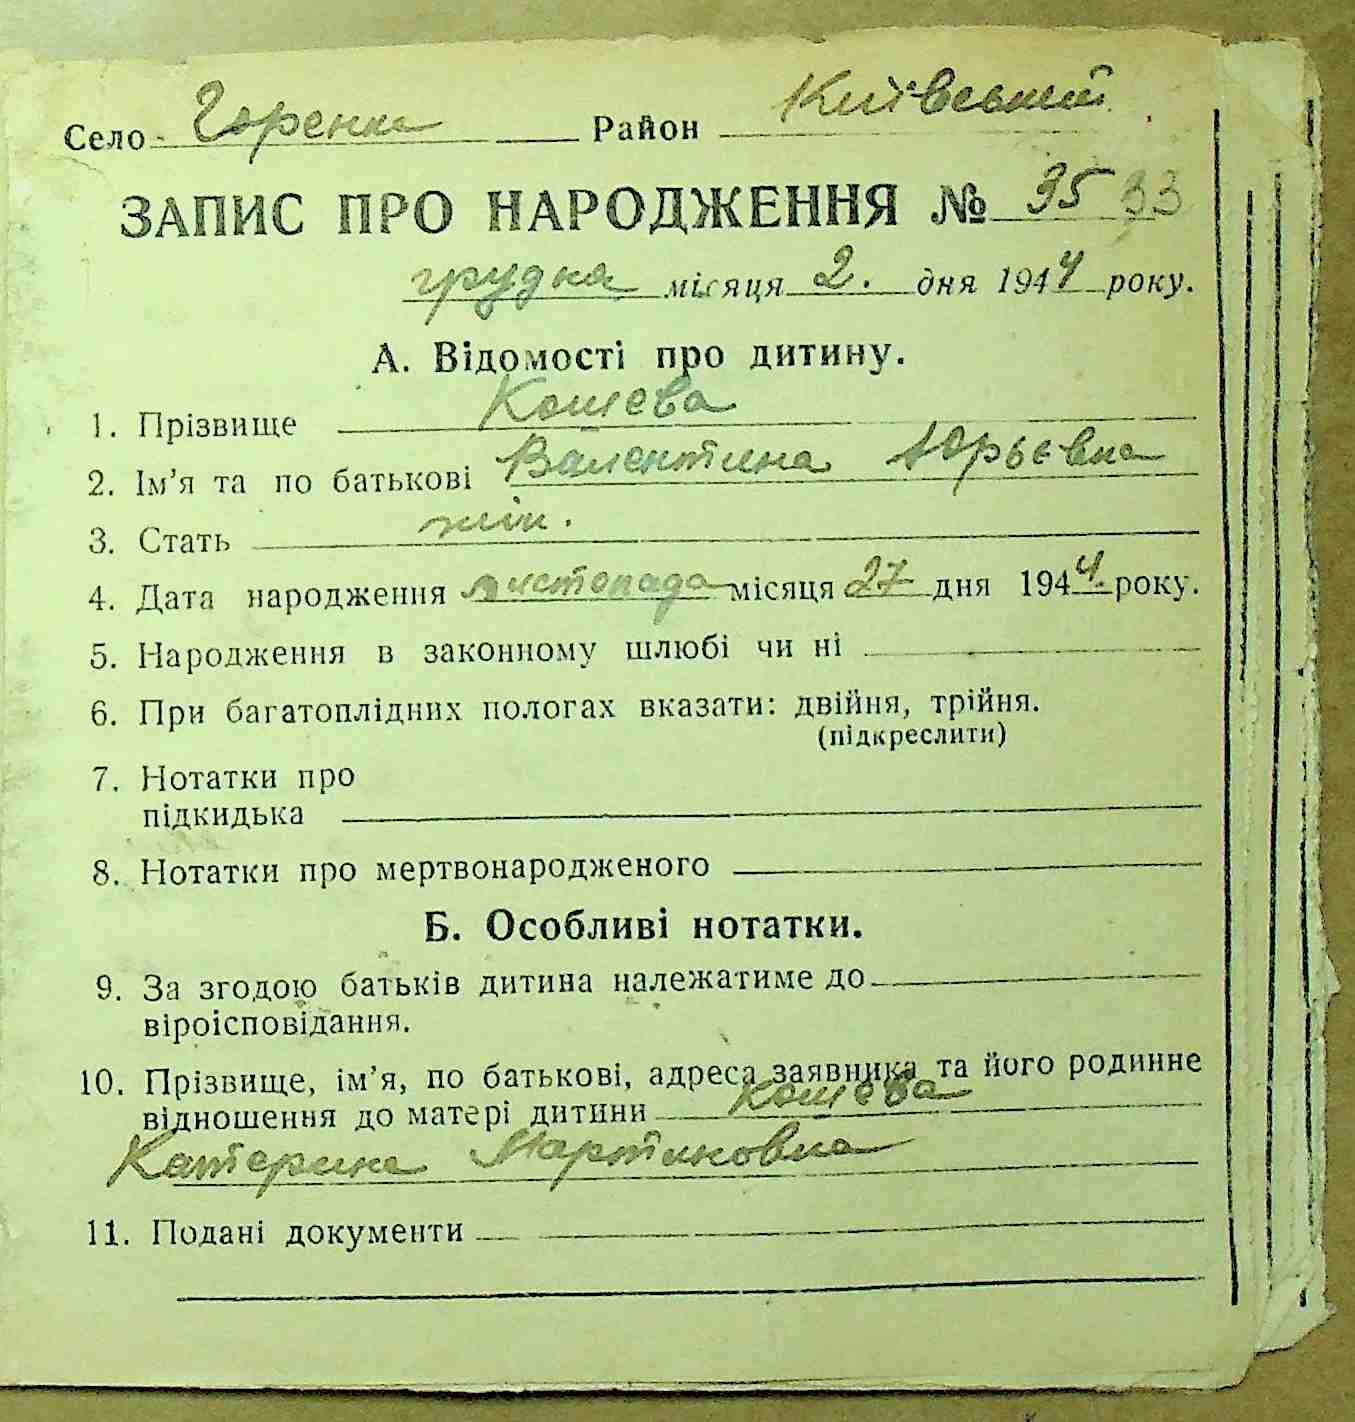 Село Горенка Район Київський
ЗАПИС ПРО НАРОДЖЕННЯ № 35 33
грудня місяця 2. дня 1944 року.
А. Відомості про дитину.
1. Прізвище Кошева
2. Ім'я та по батькові Валентина Юрьєвна
3. Стать жін.
4. Дата народження листопада місяця 27 дня 1944 року.
5. Народження в законному шлюбі чи ні
6. При багатоплідних пологах вказати: двійня, трійня.
(підкреслити)
7. Нотатки про
підкидька
8. Нотатки про мертвонародженого
Б. Особливі нотатки.
9. За згодою батьків дитина належатиме до
віроісповідання.
10. Прізвище, ім'я, по батькові, адреса заявника та його родинне
відношення до матері дитини Кошева
Катерина Мартиновна
11. Подані документи